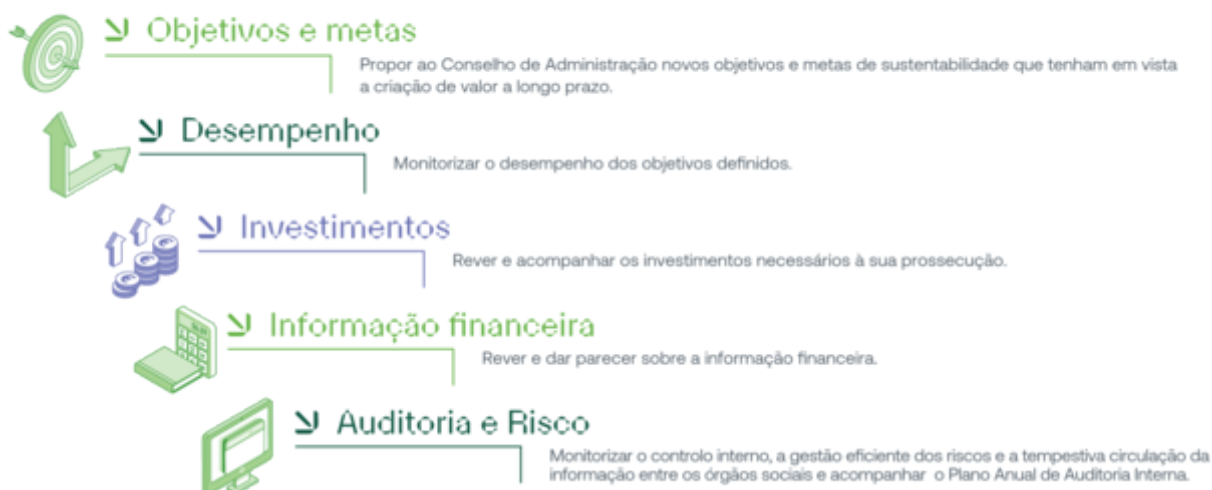 Objetivos e metas
Propor ao Conselho de Administração novos objetivos e metas de sustentabilidade que tenham em vista
a criação de valor a longo prazo.
Desempenho
Monitorizar o desempenho dos objetivos definidos.
Investimentos
Rever e acompanhar os investimentos necessários à sua prossecução.
Informação financeira
Rever e dar parecer sobre a informação financeira.
Auditoria e Risco
Monitorizar o controlo interno, a gestão eficiente dos riscos e a tempestiva circulação da
informação entre os órgãos sociais e acompanhar o Plano Anual de Auditoria Interna.